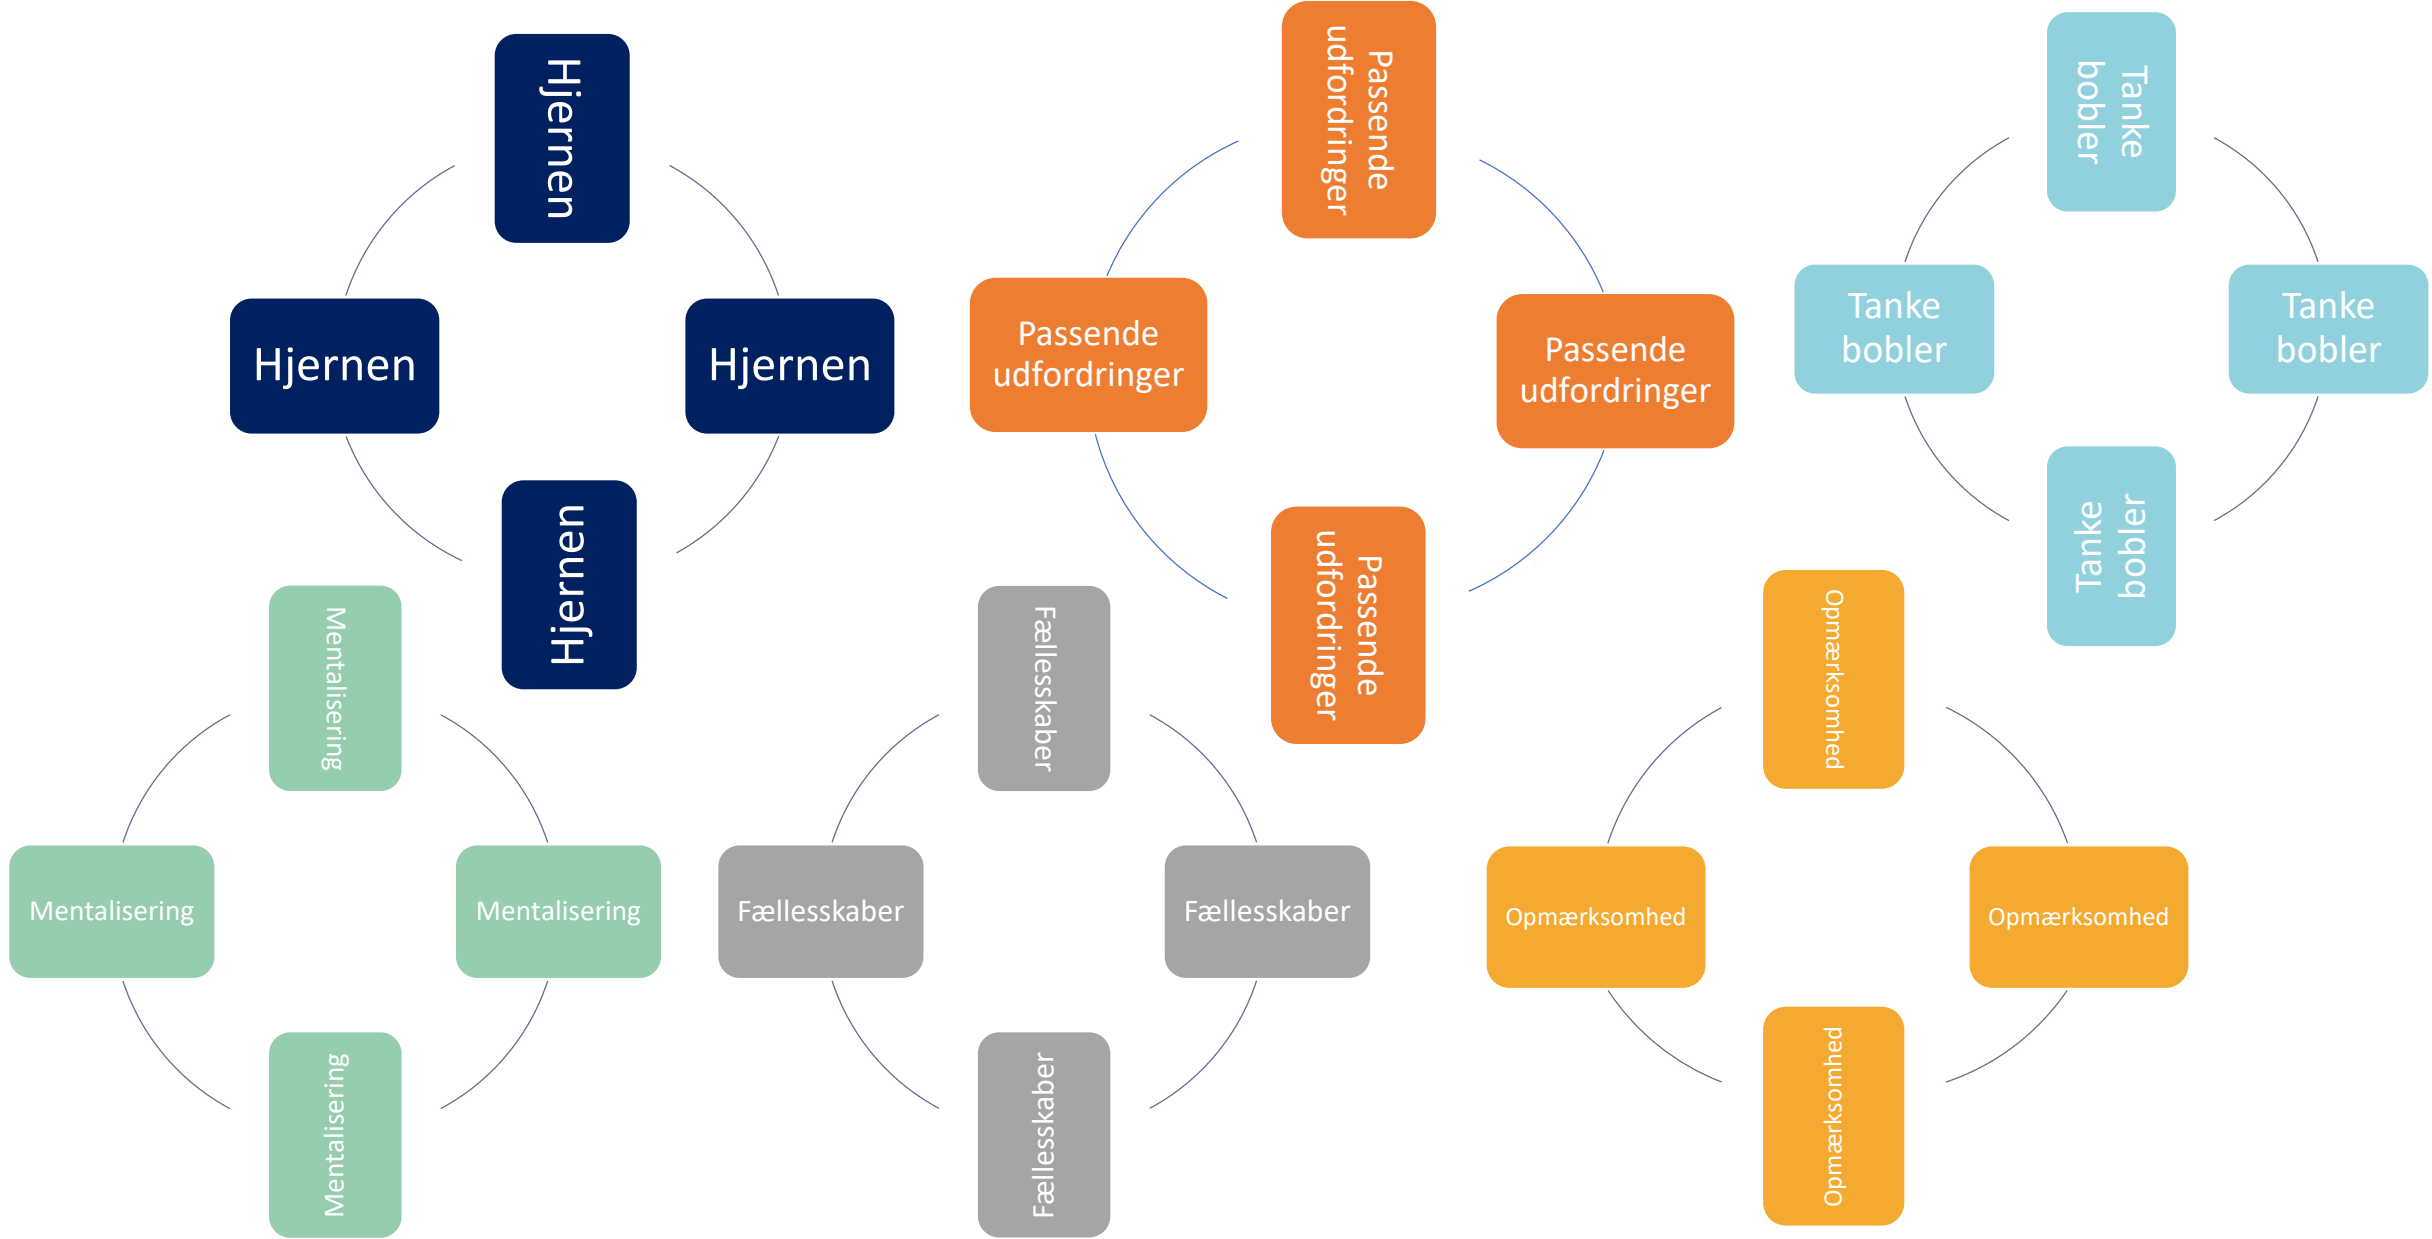 Hjernen
Hjernen
Hjernen
Hjernen
Passende
udfordringer
Passende
udfordringer
Passende
udfordringer
Passende
udfordringer
Tanke
bobler
Tanke
bobler
Tanke
bobler
Tanke
bobler
Mentalisering
Mentalisering
Mentalisering
Mentalisering
Fællesskaber
Fællesskaber
Fællesskaber
Fællesskaber
Opmærksomhed
Opmærksomhed
Opmærksomhed
Opmærksomhed